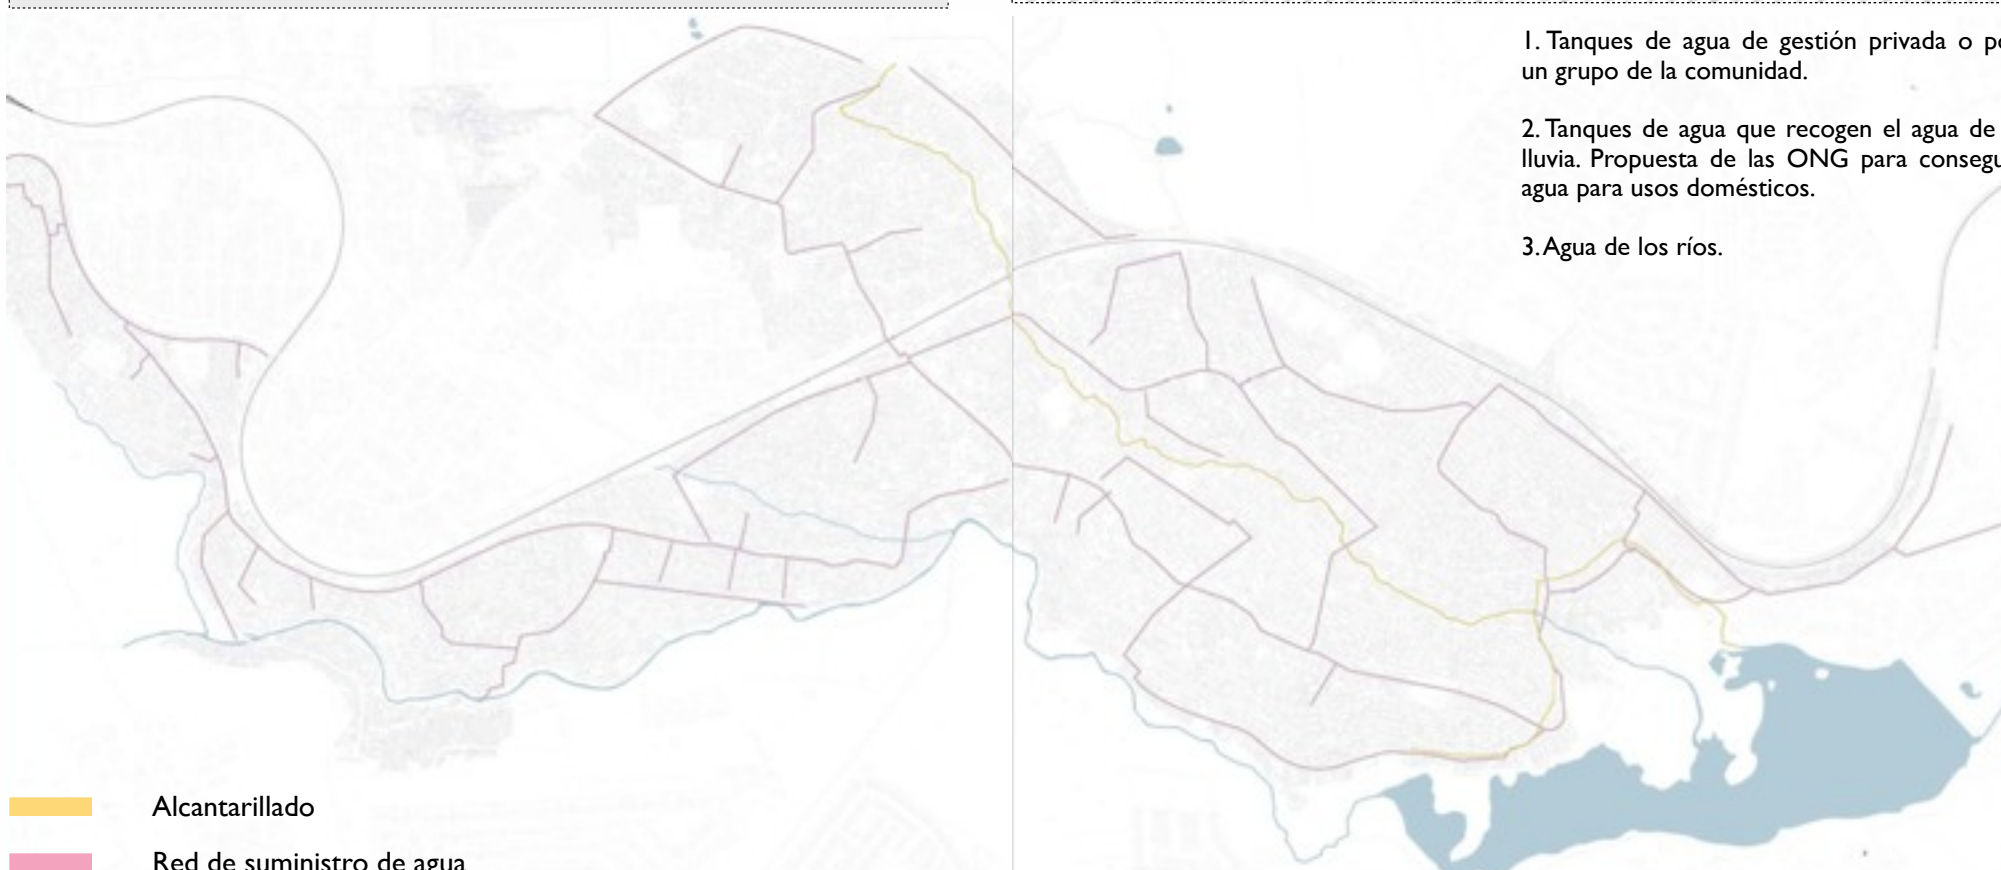 1. Tanques de agua de gestión privada o
un grupo de la comunidad.
2. Tanques de agua que recogen el agua de
lluvia. Propuesta de las ONG para
agua para usos domésticos.
3. Agua de los ríos.
Alcantarillado
Red de suministro de agua